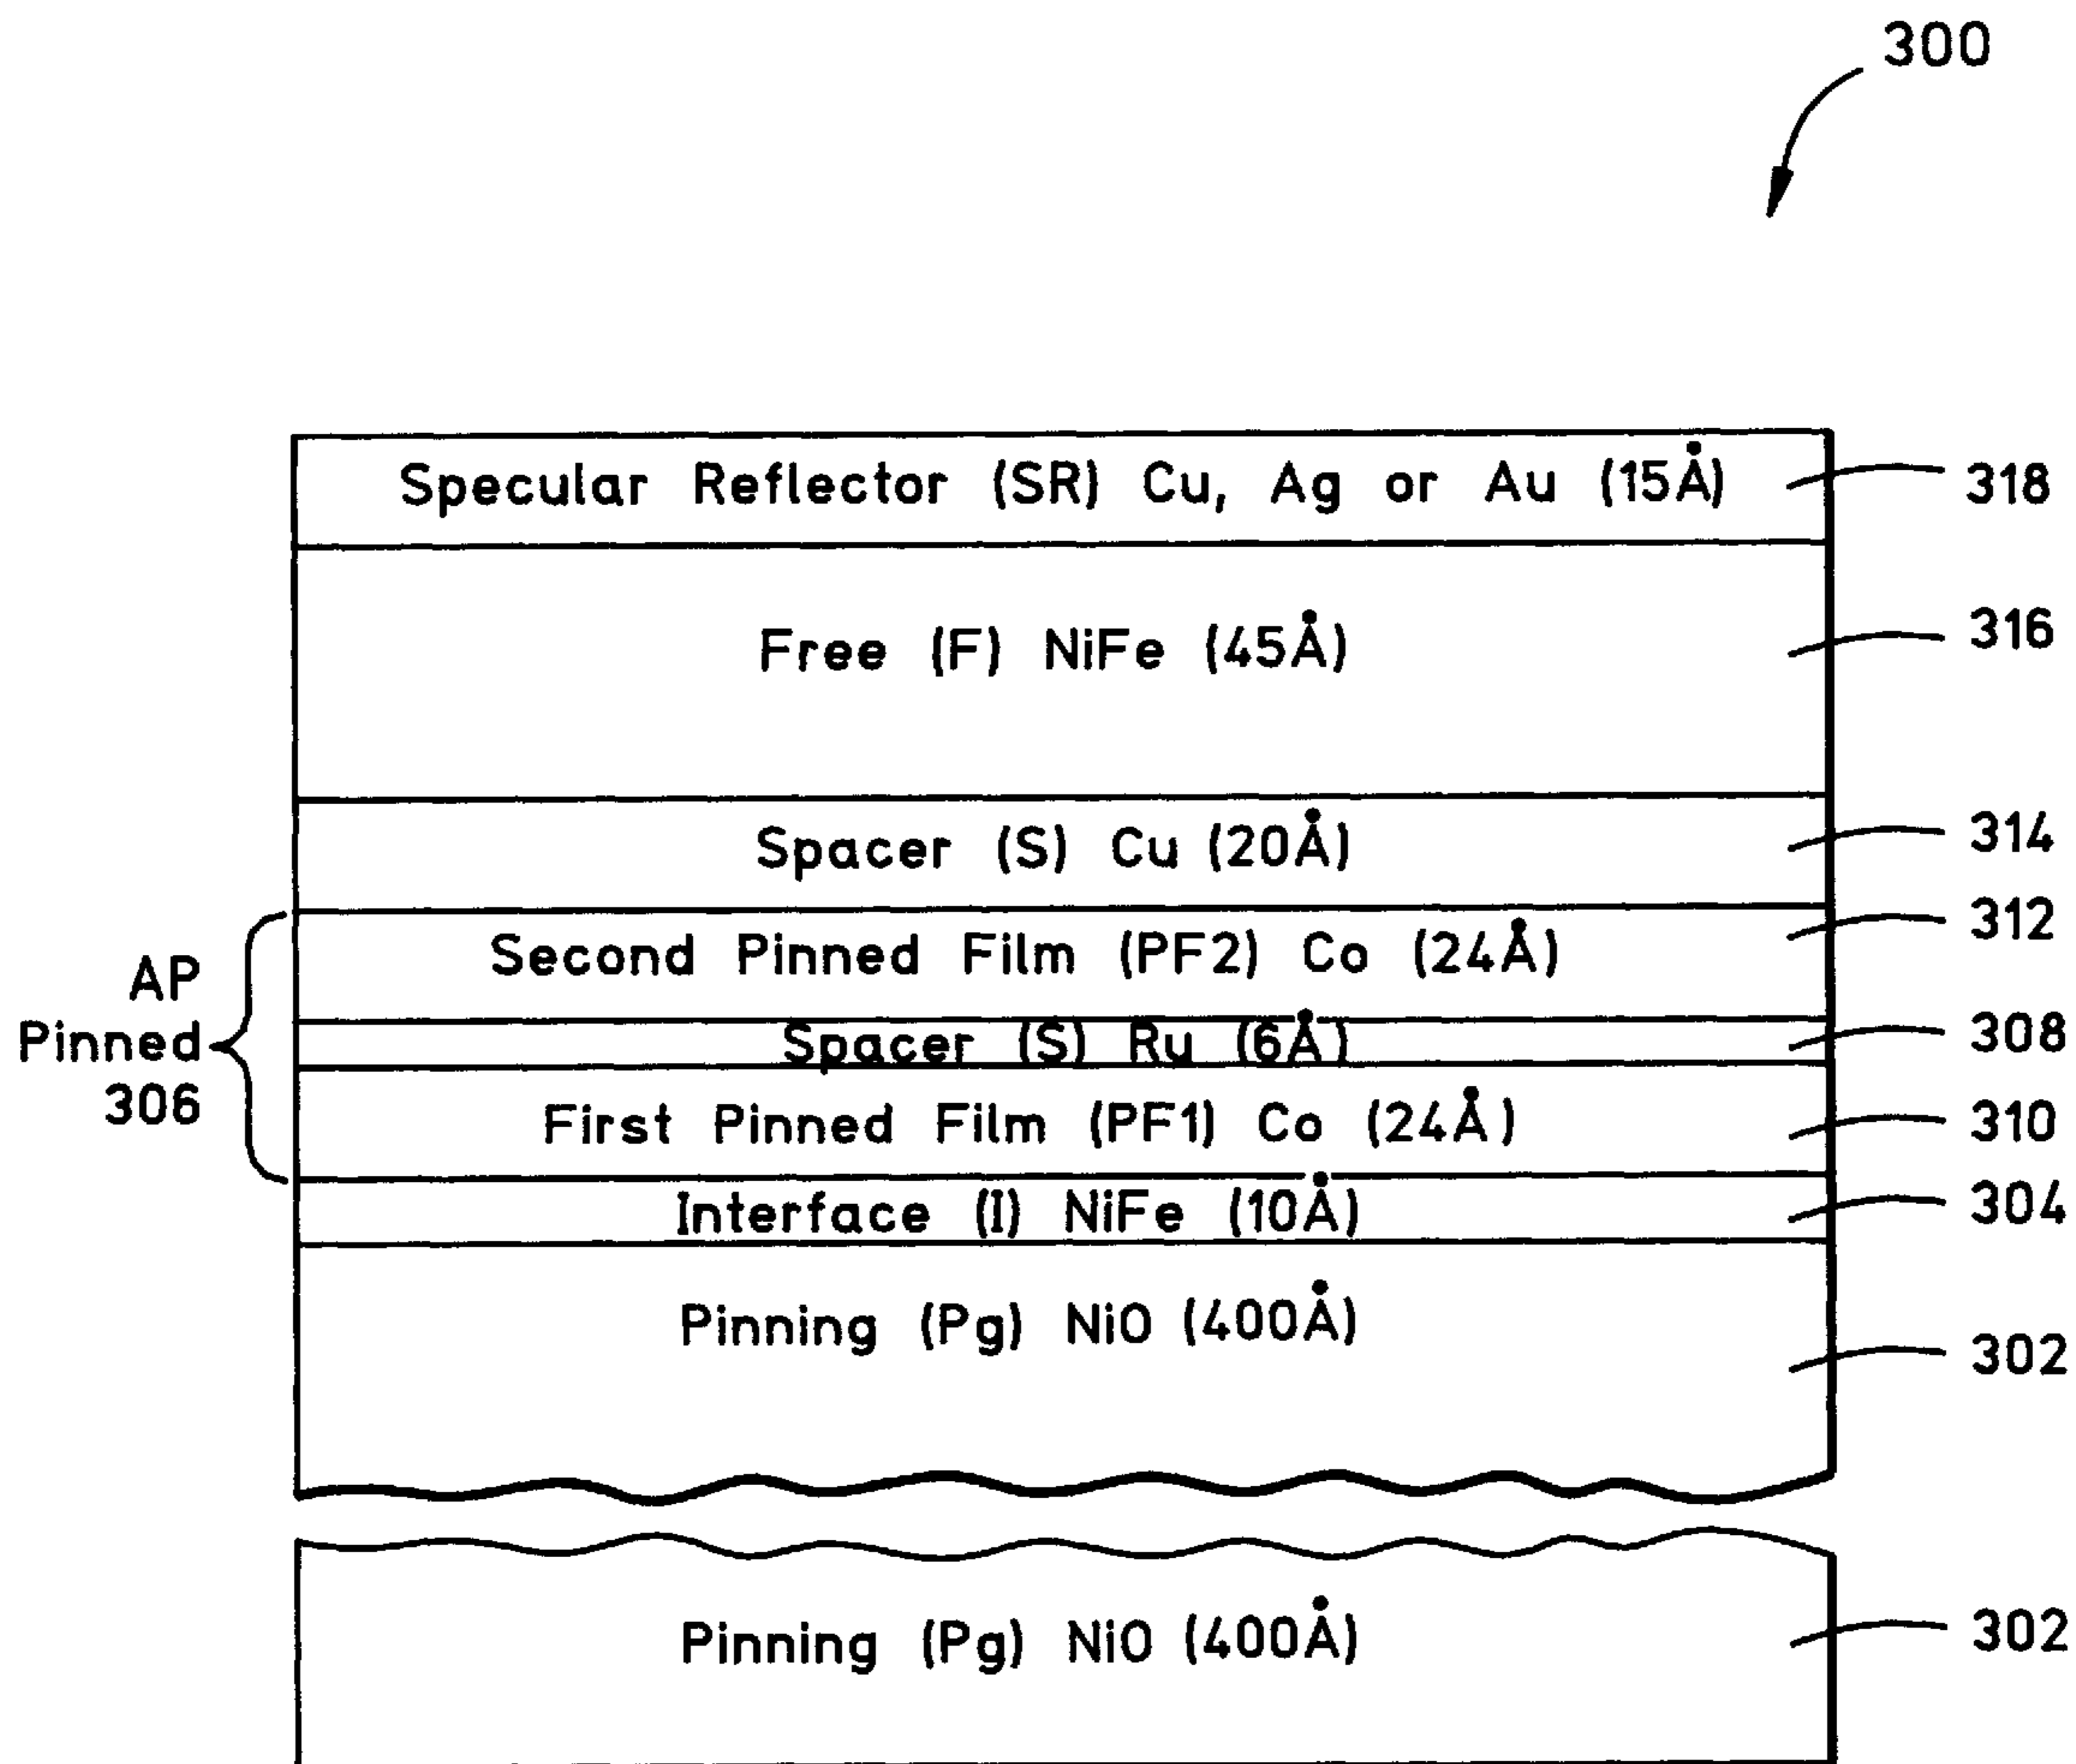 300
Specular Reflector (SR) Cu, Ag or Au (15Å) 318
Free (F) NiFe (45Å) 316
Spacer (S) Cu (20Å) 314
Second Pinned Film (PF2) Co (24Å) 312
AP
Pinned
306
Spacer (S) Ru (6Å) 308
First Pinned Film (PF1) Co (24Å) 310
Interface (I) NiFe (10Å) 304
Pinning (Pg) NiO (400Å) 302
Pinning (Pg) NiO (400Å) 302